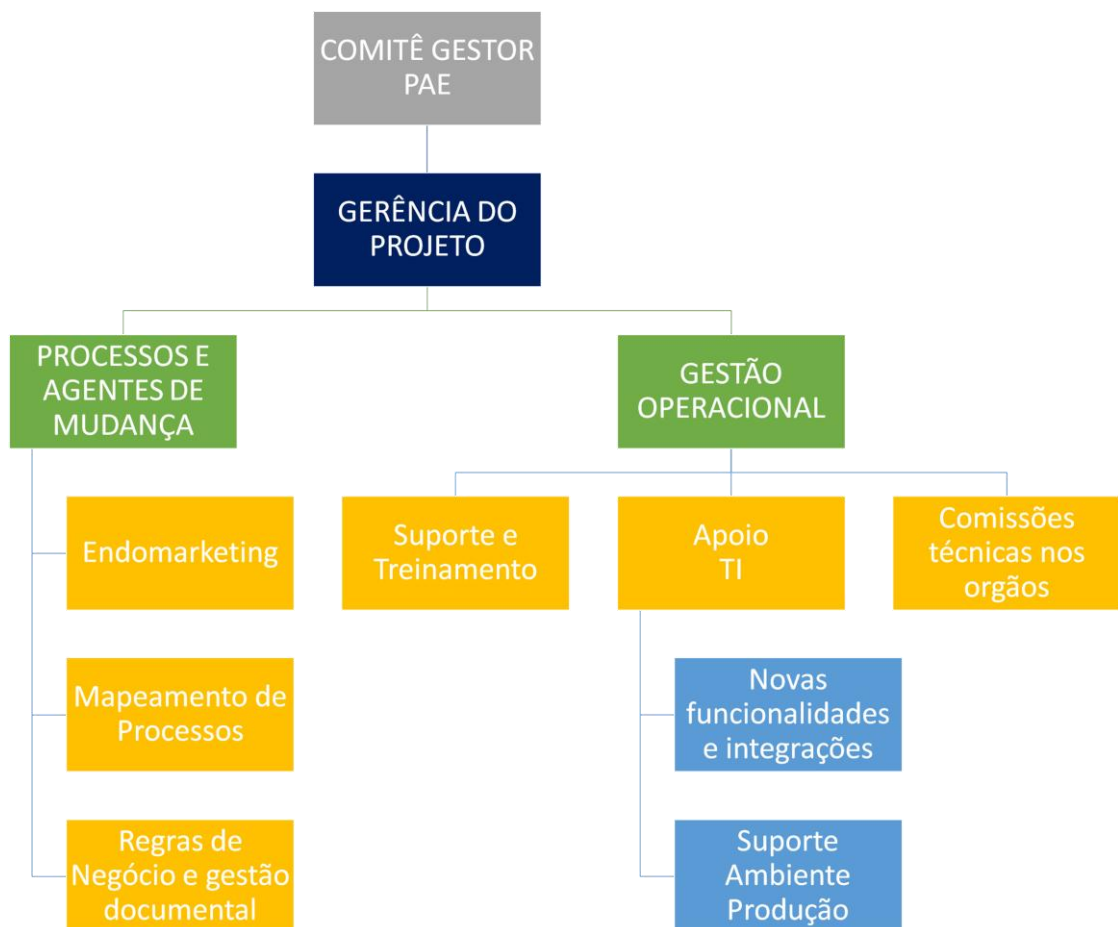 COMITÊ GESTOR
PAE
GERÊNCIA DO
PROJETO
PROCESSOS E
AGENTES DE
MUDANÇA
GESTÃO
OPERACIONAL
Endomarketing
Suporte e
Treinamento
Apoio
TI
Comissões
técnicas nos
orgãos
Mapeamento de
Processos
Novas
funcionalidades
e integrações
Regras de
Negócio e gestão
documental
Suporte
Ambiente
Produção